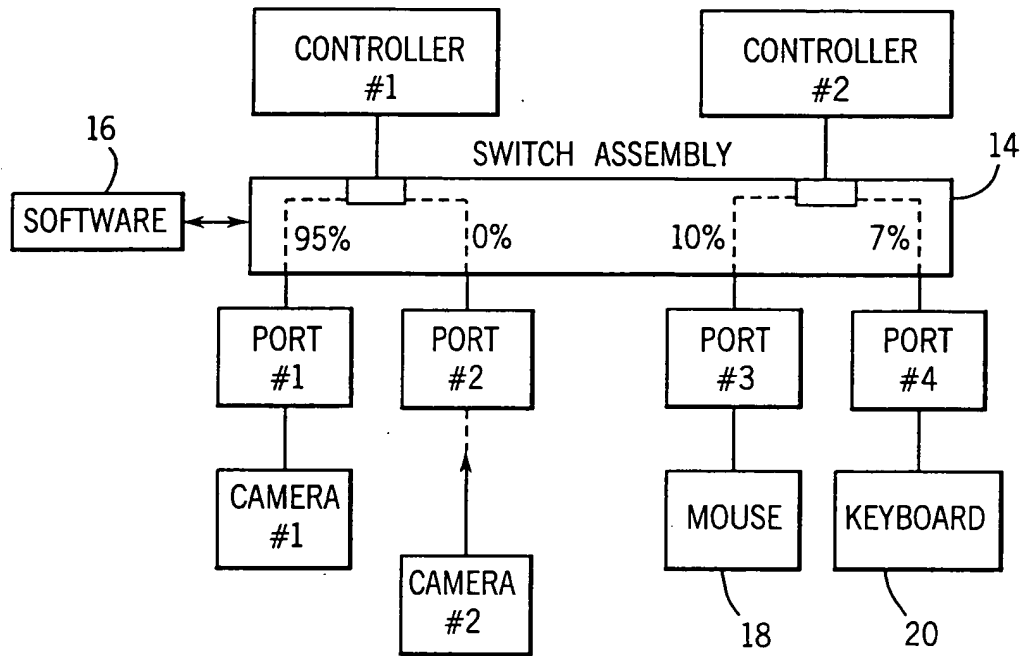 CONTROLLER
#1
CONTROLLER
#2
16
SWITCH ASSEMBLY
14
SOFTWARE
95%
0%
10%
7%
PORT
#1
PORT
#2
PORT
#3
PORT
#4
CAMERA
#1
MOUSE
KEYBOARD
CAMERA
#2
18
20